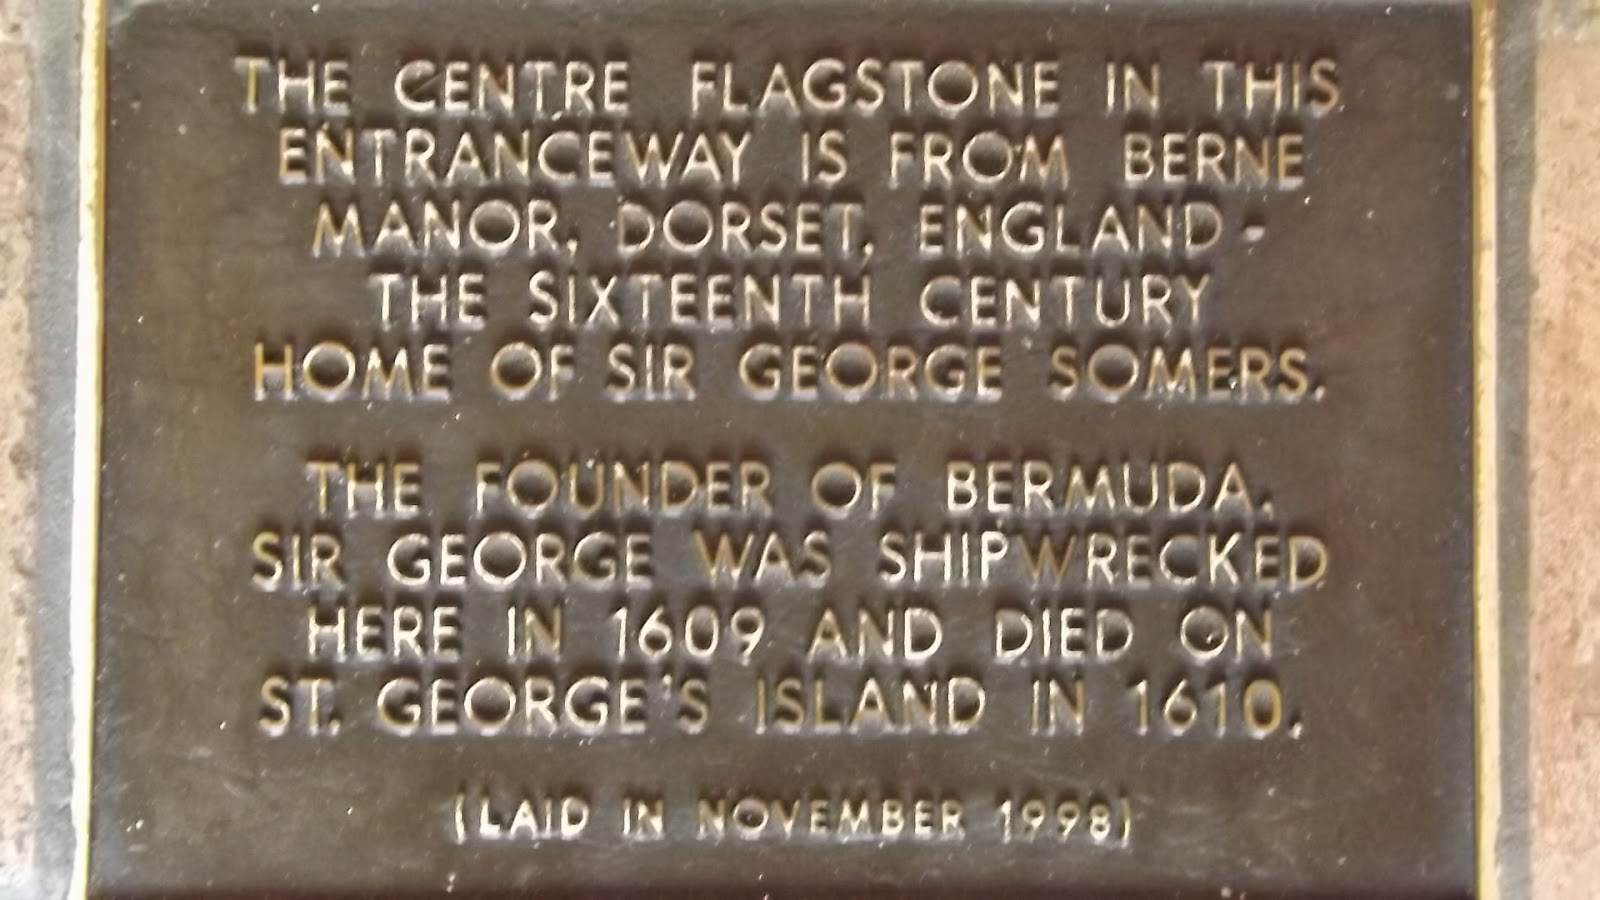 THE CENTRE FLAGSTONE IN THIS
ENTRANCEWAY IS FROM BERNE
MANOR, DORSET, ENGLAND -
THE SIXTEENTH CENTURY
HOME OF SIR GEORGE SOMERS.
THE FOUNDER OF BERMUDA,
SIR GEORGE WAS SHIPWRECKED
HERE IN 1609 AND DIED ON
ST. GEORGE'S ISLAND IN 1610.
(LAID IN NOVEMBER 1998)